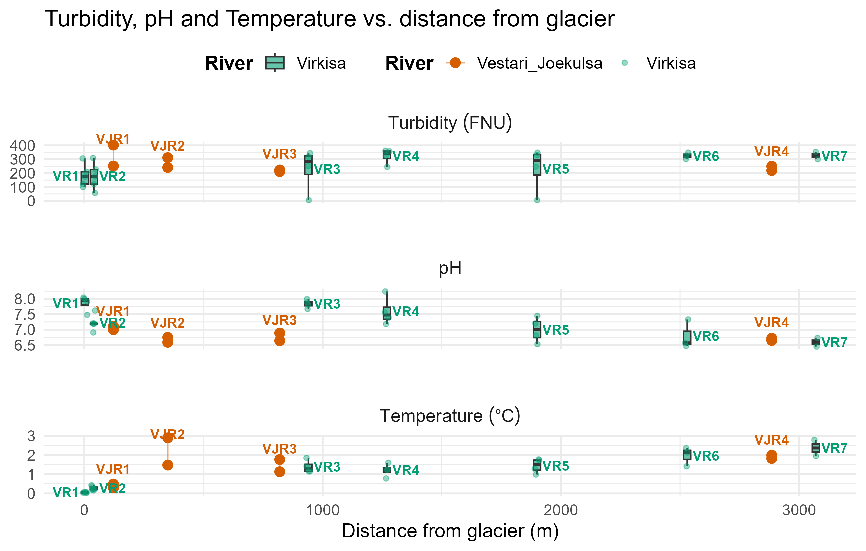 Turbidity, pH and Temperature vs. distance from glacier
River Virkisa River Vestari_Joekulsa Virkisa
Turbidity (FNU)
400
300
200
100
0
VR1 VR2 VJR1 VJR2 VJR3 VR3 VR4 VR5 VR6 VJR4 VR7
pH
8.0
7.5
7.0
6.5
VR1 VR2 VJR1 VJR2 VJR3 VR3 VR4 VR5 VR6 VJR4 VR7
Temperature (°C)
3
2
1
0
VR1 VR2 VJR1 VJR2 VJR3 VR3 VR4 VR5 VR6 VJR4 VR7
0 1000 2000 3000
Distance from glacier (m)